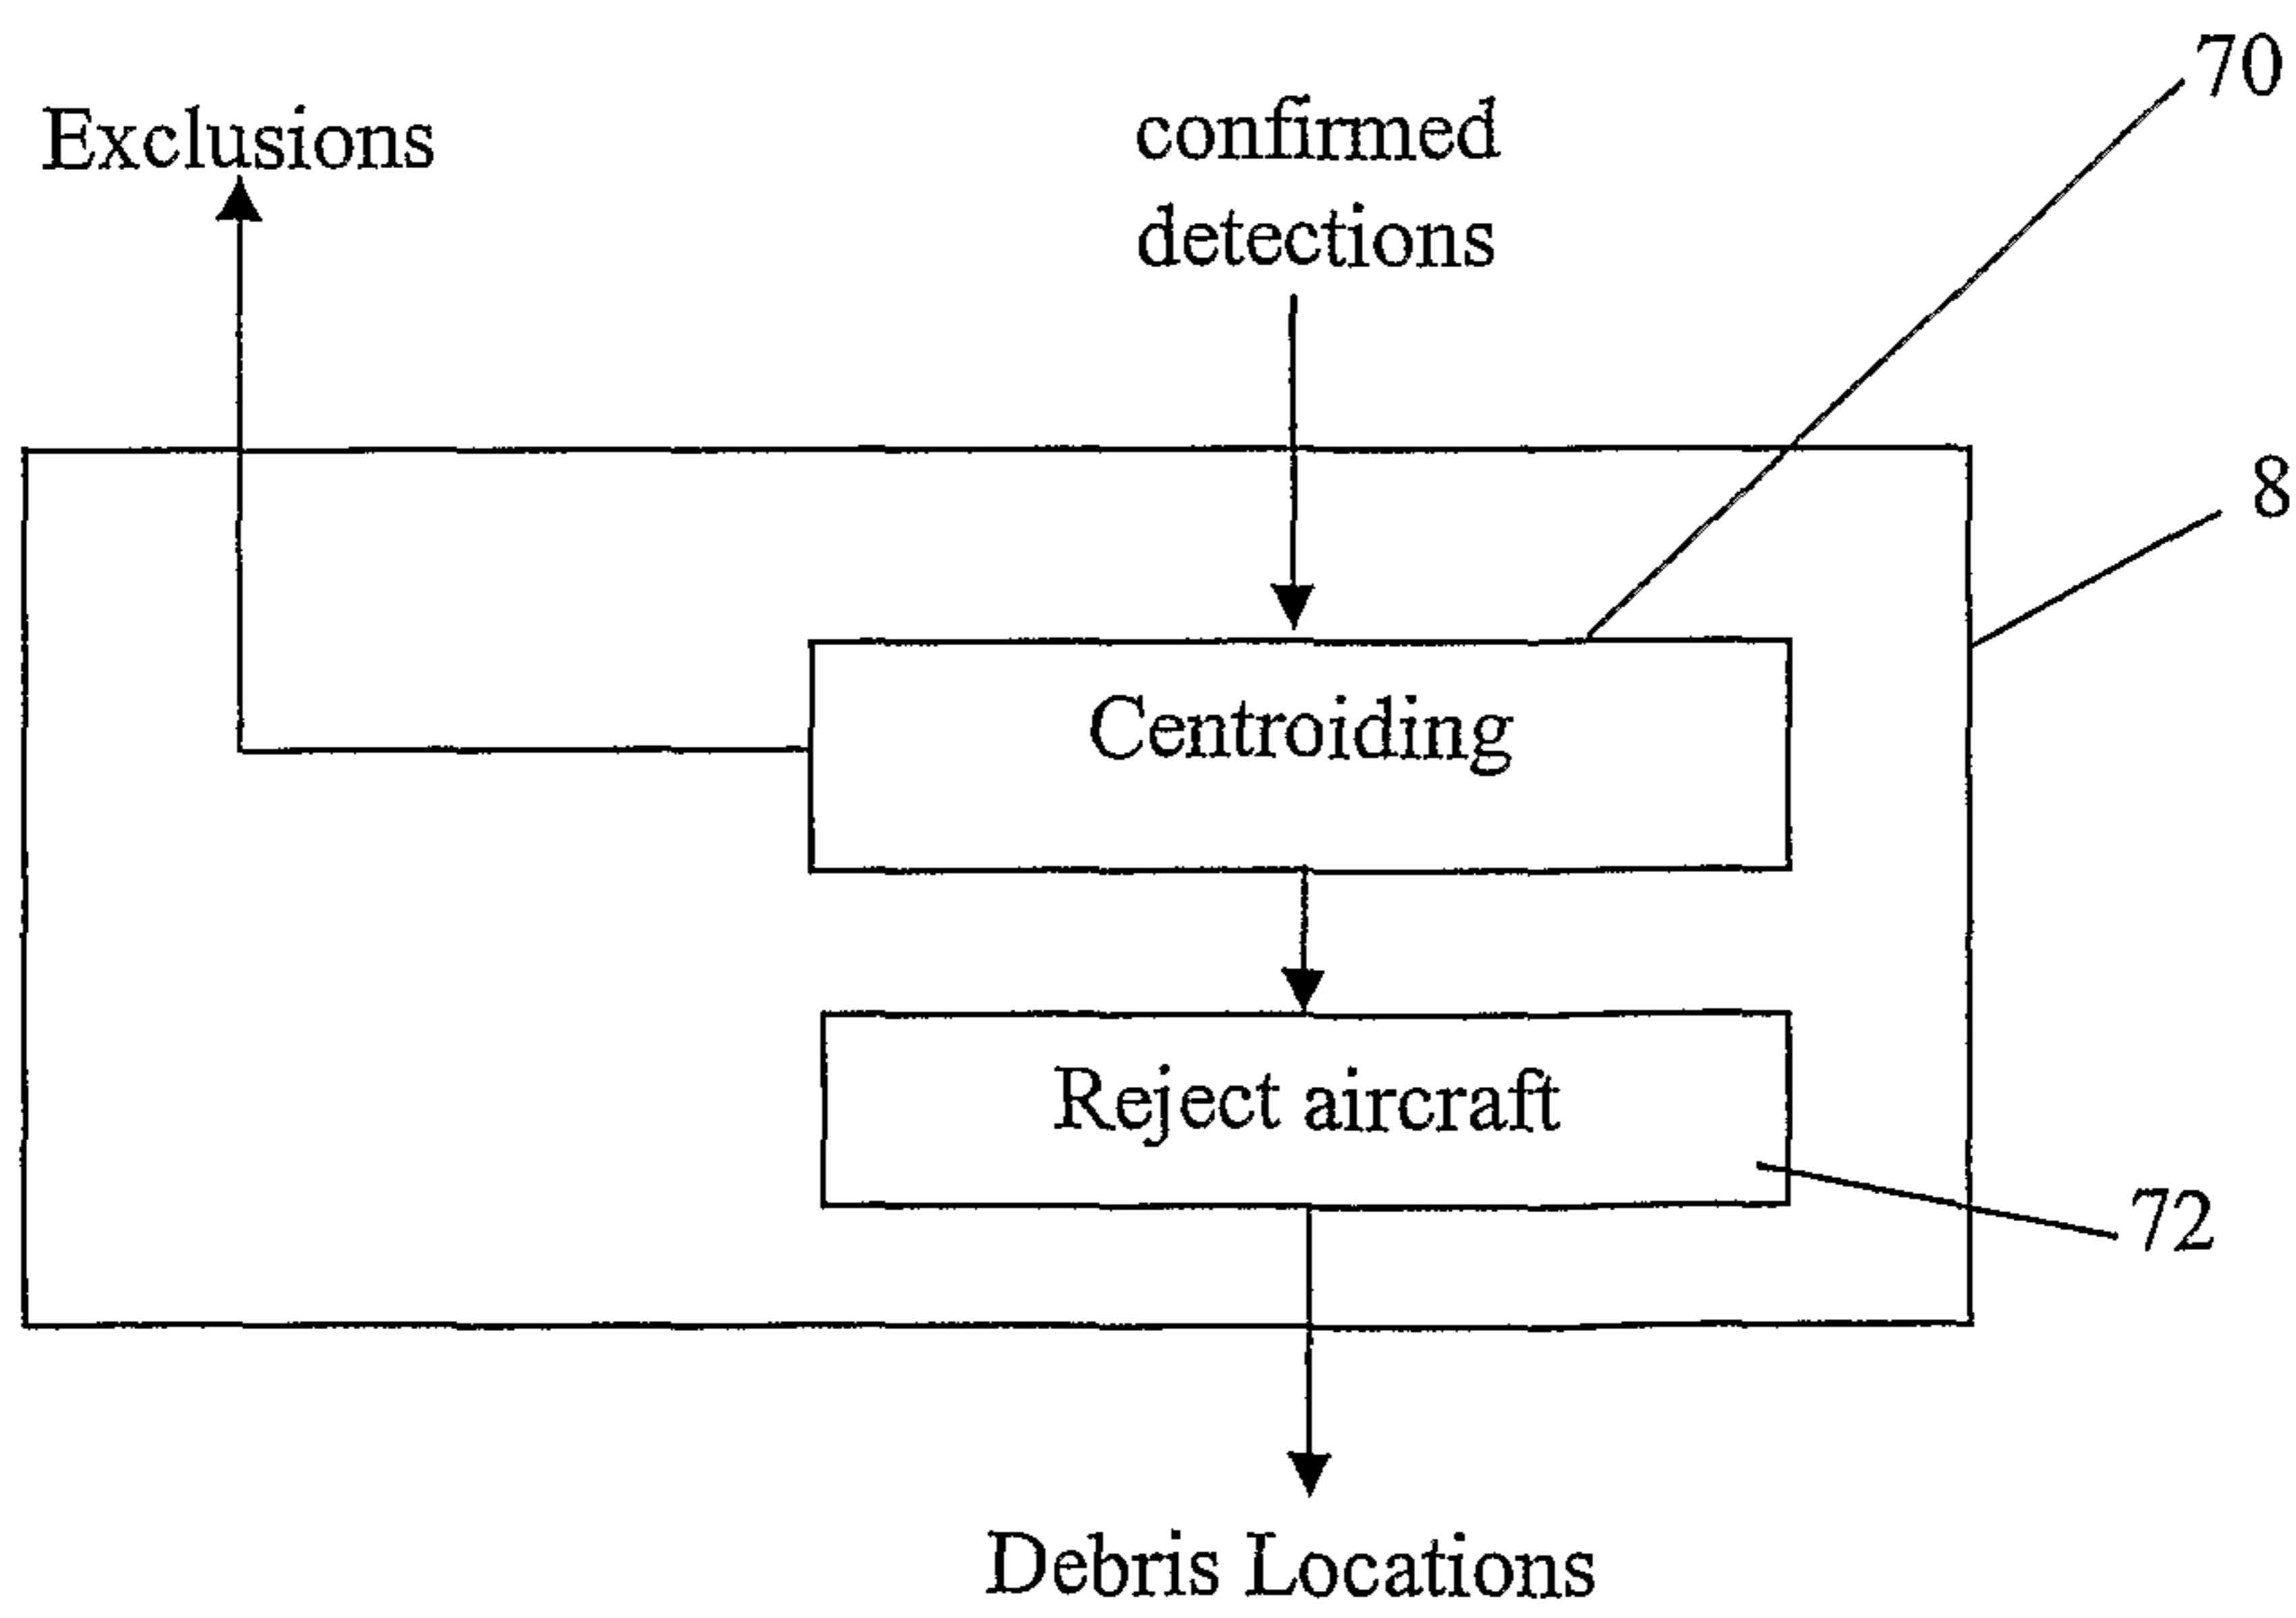 70
Exclusions
confirmed
detections
8
Centroiding
Reject aircraft
72
Debris Locations